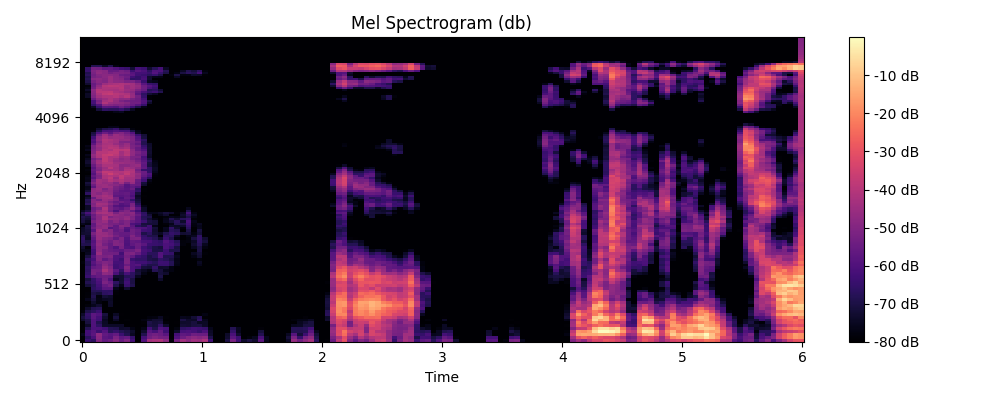 Mel Spectrogram (db)
8192
4096
2048
1024
512
0
Hz
0 1 2 3 4 5 6
Time
-10 dB
-20 dB
-30 dB
-40 dB
-50 dB
-60 dB
-70 dB
-80 dB